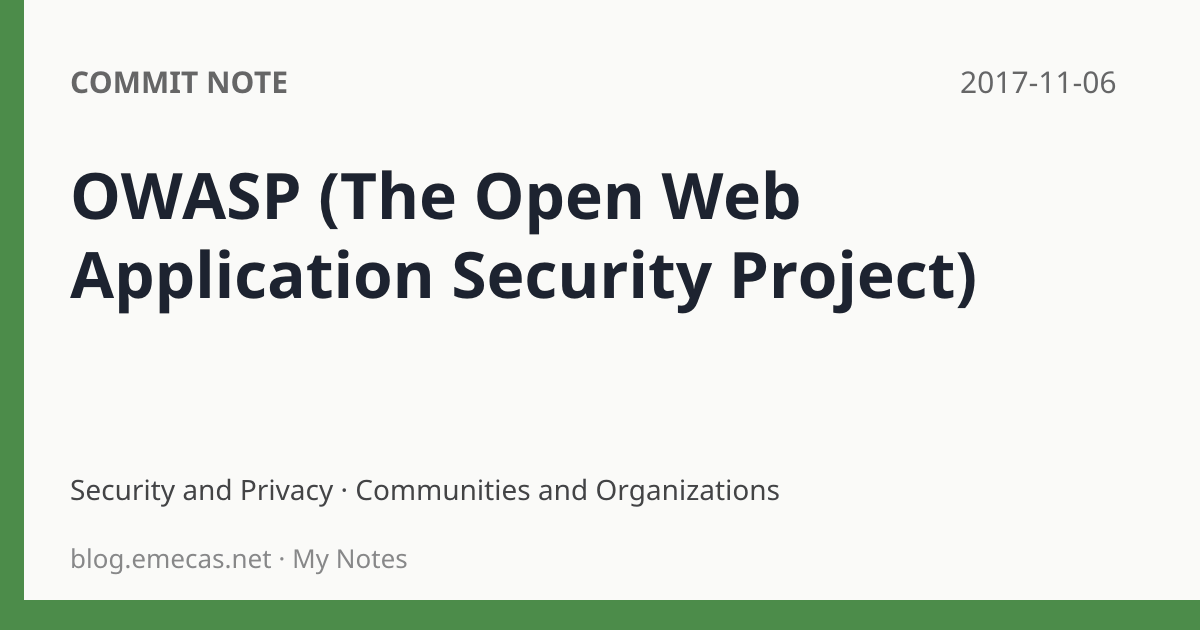 COMMIT NOTE
2017-11-06
OWASP (The Open Web
Application Security Project)
Security and Privacy · Communities and Organizations
blog.emecas.net · My Notes